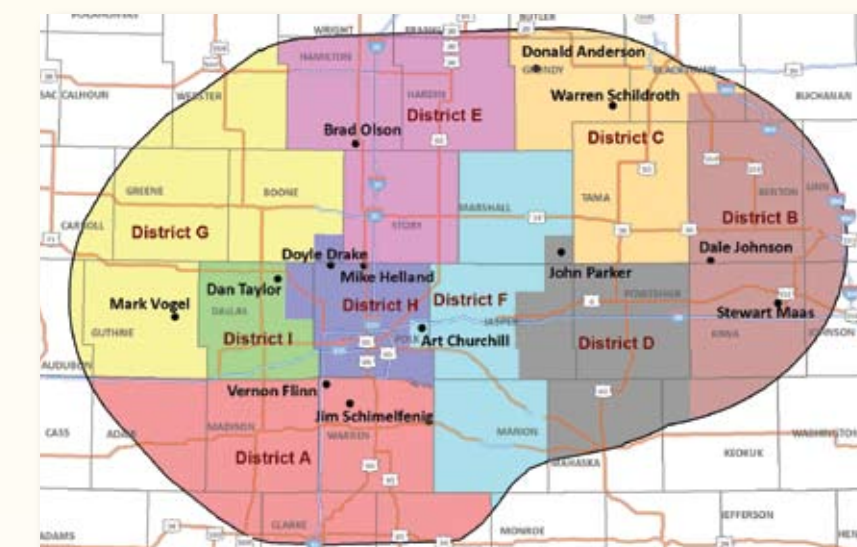 WRIGHT
BUTLER
HAMILTON
Donald Anderson
GRUNDY
SAC
CALHOUN
WEBSTER
HARDIN
Warren Schildroth
BUCHANAN
District E
Brad Olson
District C
GREENE
BOONE
MARSHALL
TAMA
BENTON
LINN
STORY
District B
CARROLL
District G
Doyle Drake
Dale Johnson
Mike Helland
John Parker
Dan Taylor
Mark Vogel
District H
District F
POWESHIEK
DALLAS
Stewart Maas
GUTHRIE
JASPER
District I
POLK
Art Churchill
District D
IOWA
JOHNSON
AUDUBON
Vernon Flinn
Jim Schimelfenig
CASS
ADAIR
MADISON
WARREN
MARION
WASHINGTON
District A
KEOKUK
MAHASKA
CLARKE
MONROE
JEFFERSON
ADAMS